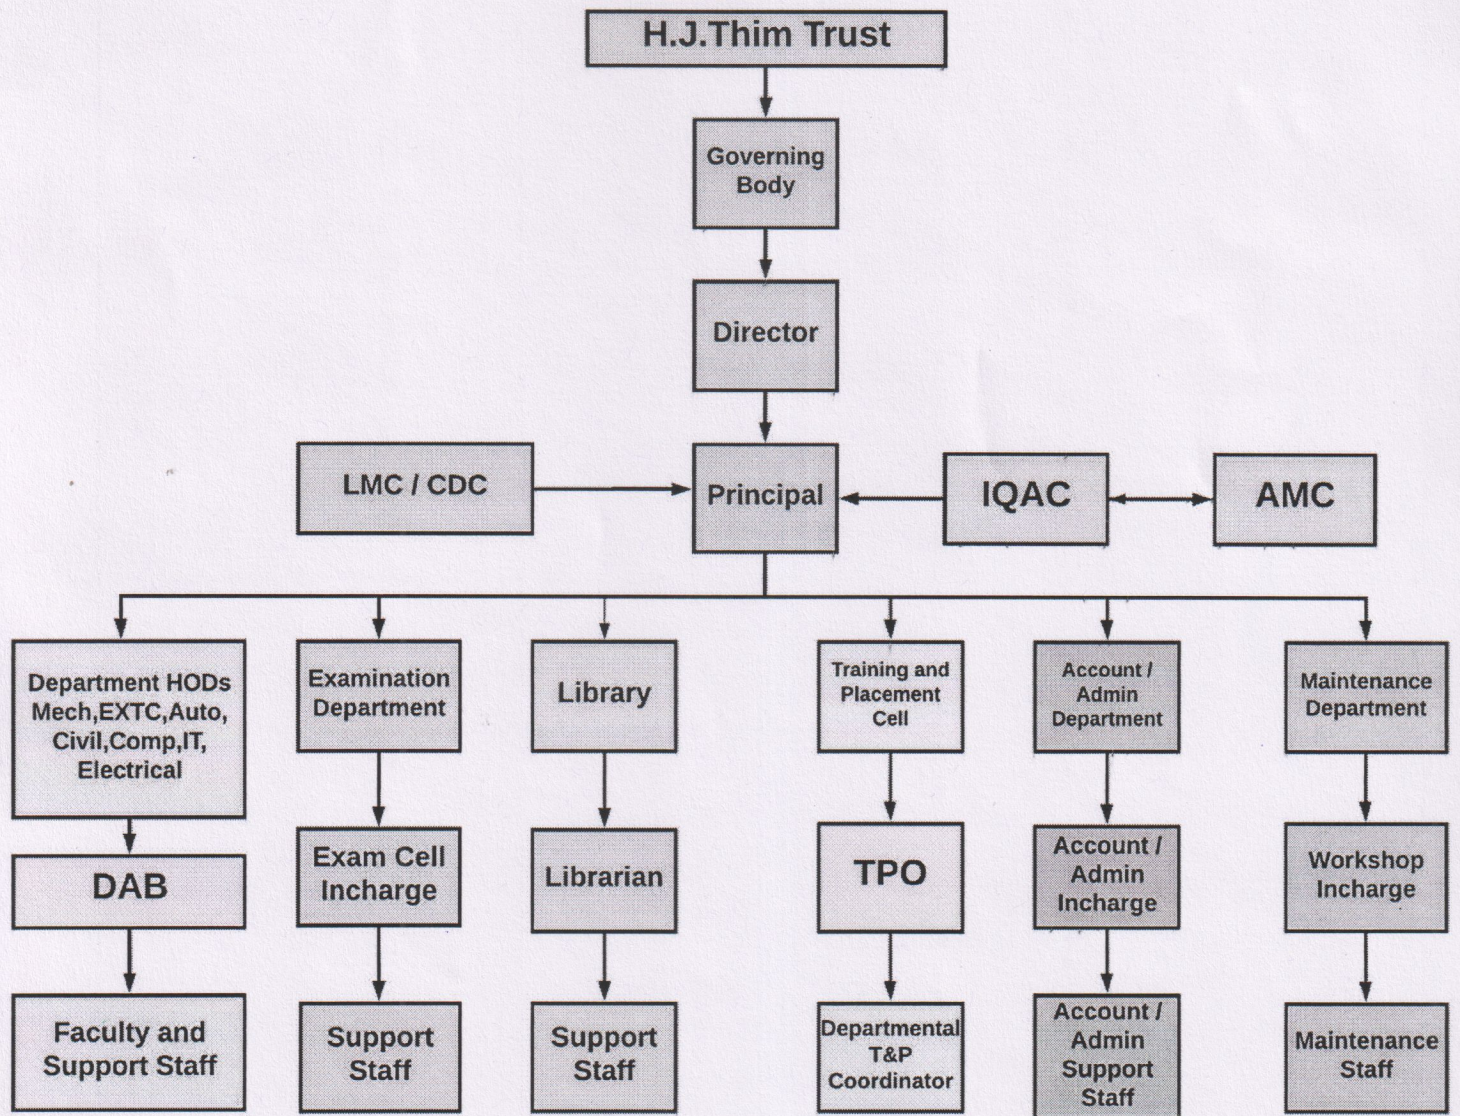 H.J.Thim Trust
Governing
Body
Director
LMC / CDC
Principal
IQAC
AMC
Department HODs
Mech,EXTC,Auto,
Civil,Comp,IT,
Electrical
Examination
Department
Library
Training and
Placement
Cell
Account /
Admin
Department
Maintenance
Department
DAB
Exam Cell
Incharge
Librarian
TPO
Account /
Admin
Incharge
Workshop
Incharge
Faculty and
Support Staff
Support
Staff
Support
Staff
Departmental
T&P
Coordinator
Account /
Admin
Support
Staff
Maintenance
Staff